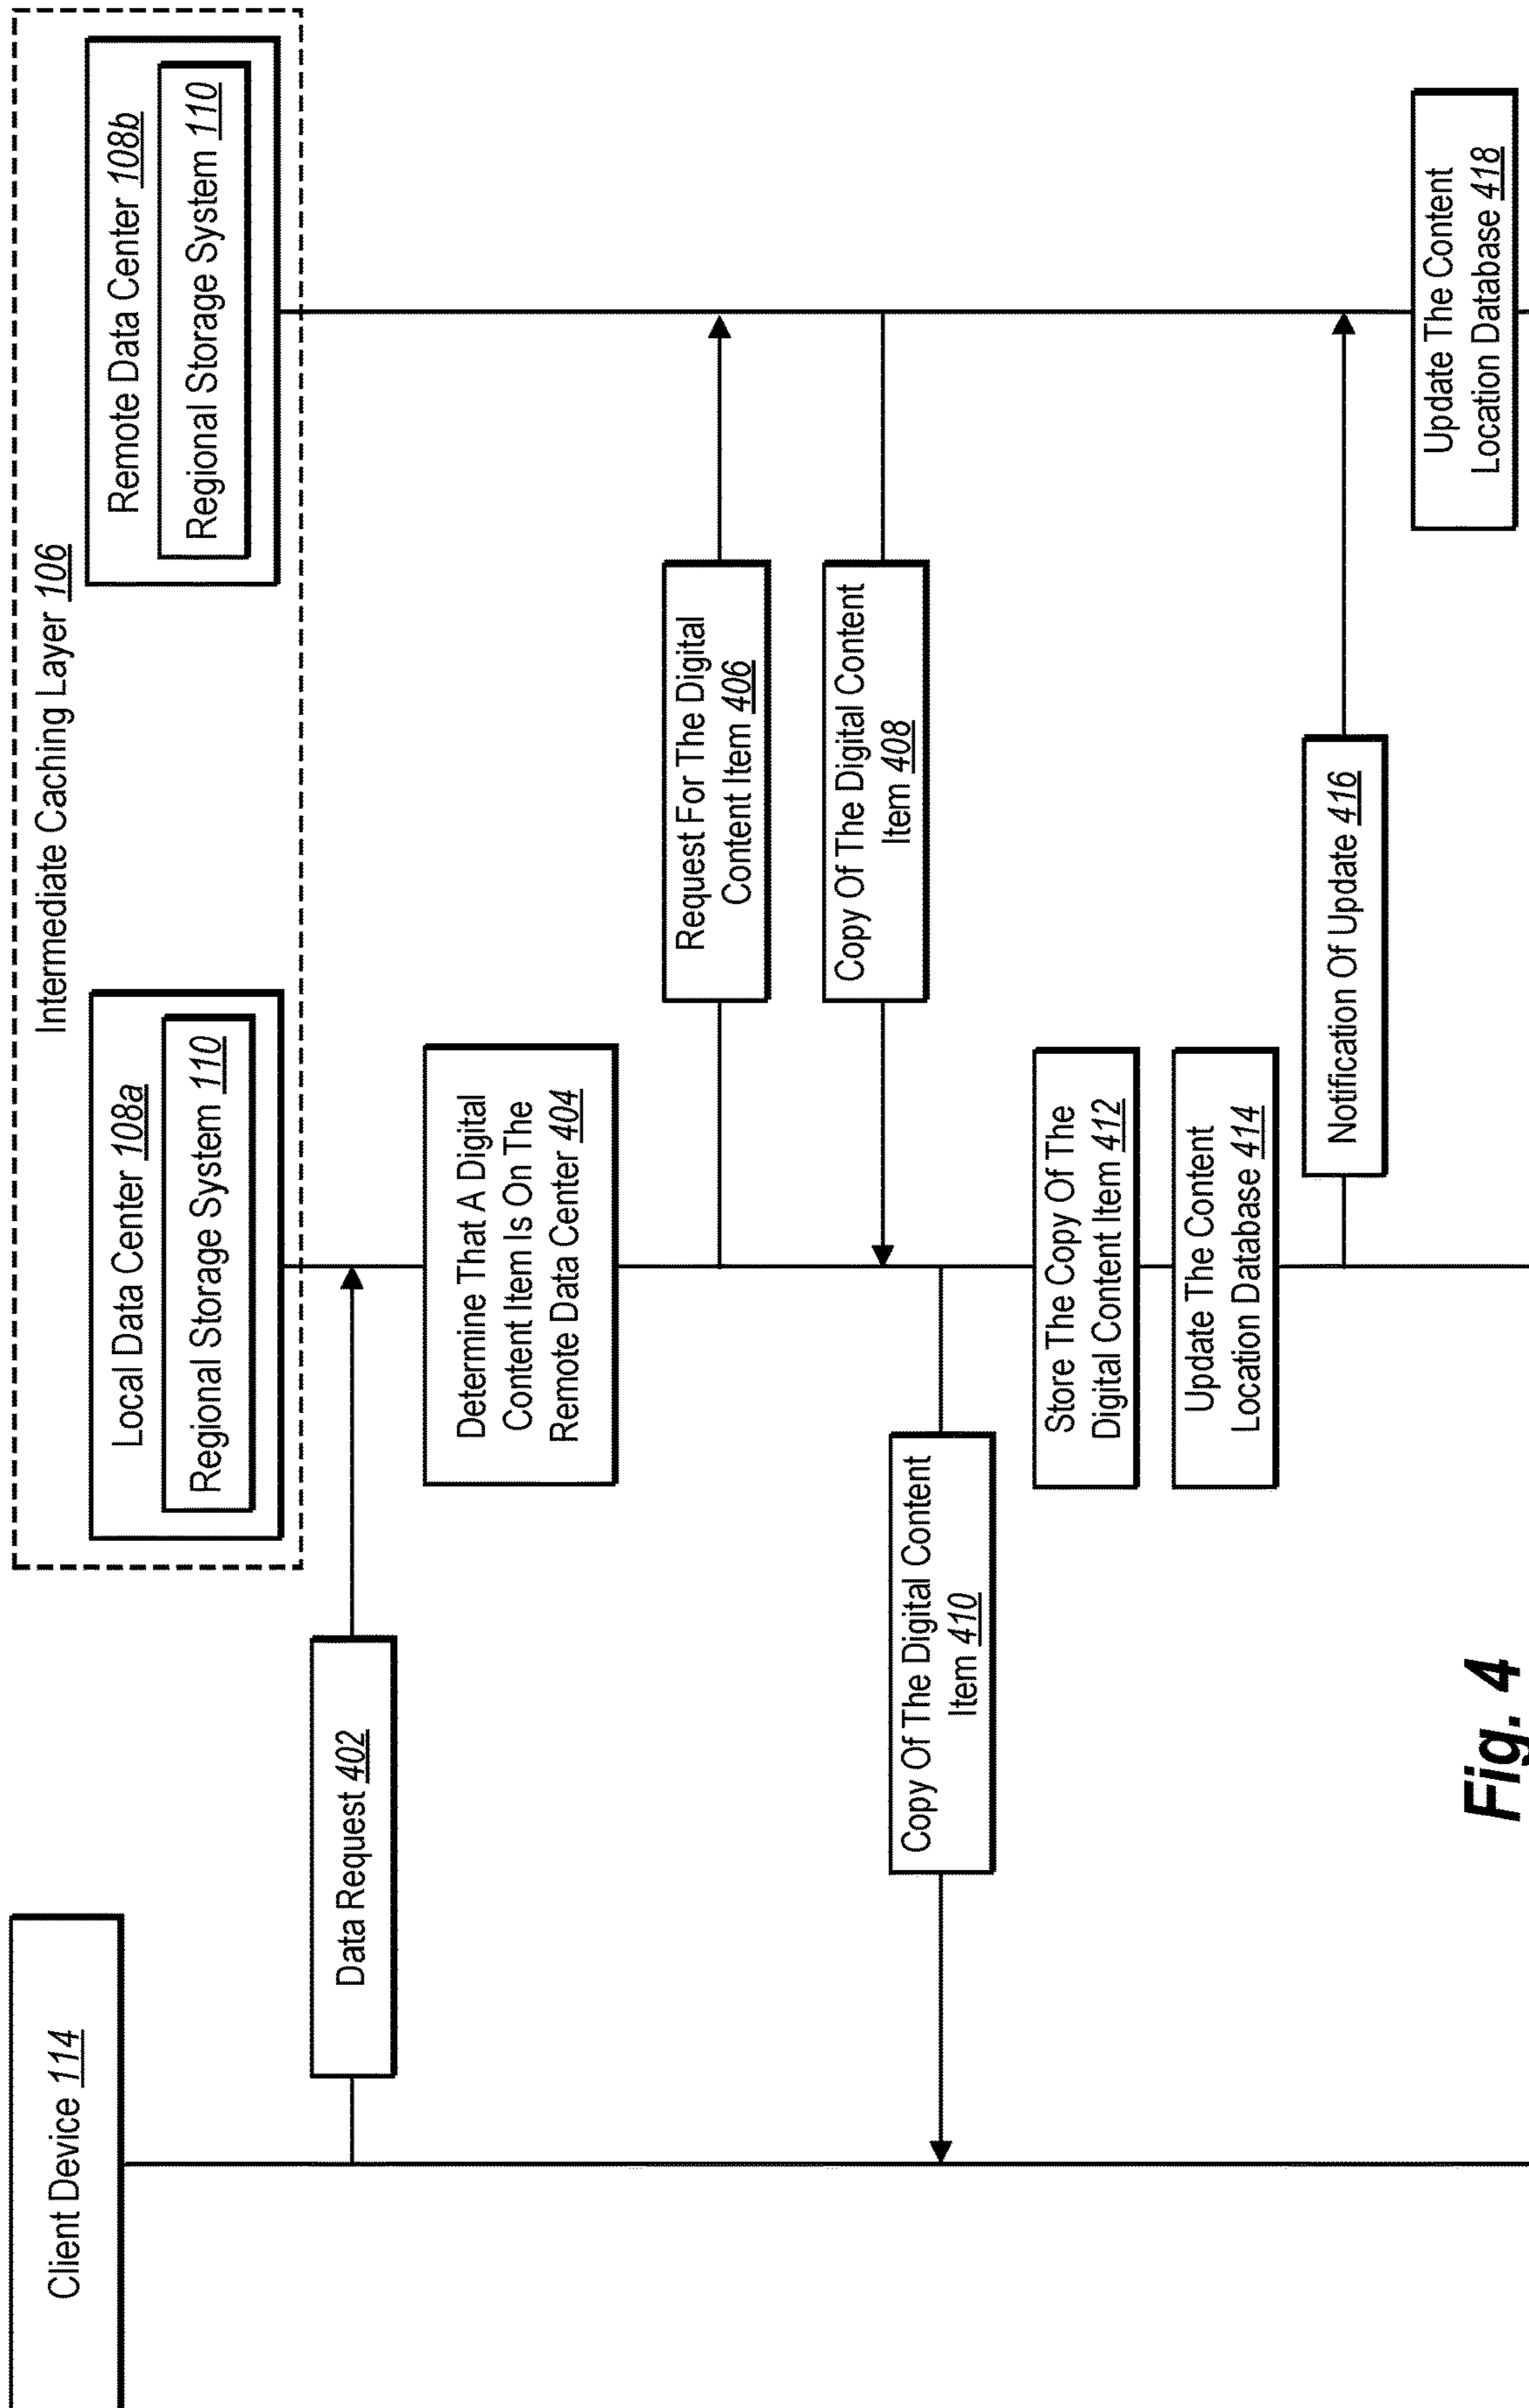 Client Device 114
Intermediate Caching Layer 106
Local Data Center 108a
Regional Storage System 110
Remote Data Center 108b
Regional Storage System 110
Data Request 402
Determine That A Digital
Content Item Is On The
Remote Data Center 404
Request For The Digital
Content Item 406
Copy Of The Digital Content
Item 408
Copy Of The Digital Content
Item 410
Store The Copy Of The
Digital Content Item 412
Update The Content
Location Database 414
Notification Of Update 416
Update The Content
Location Database 418
Fig. 4